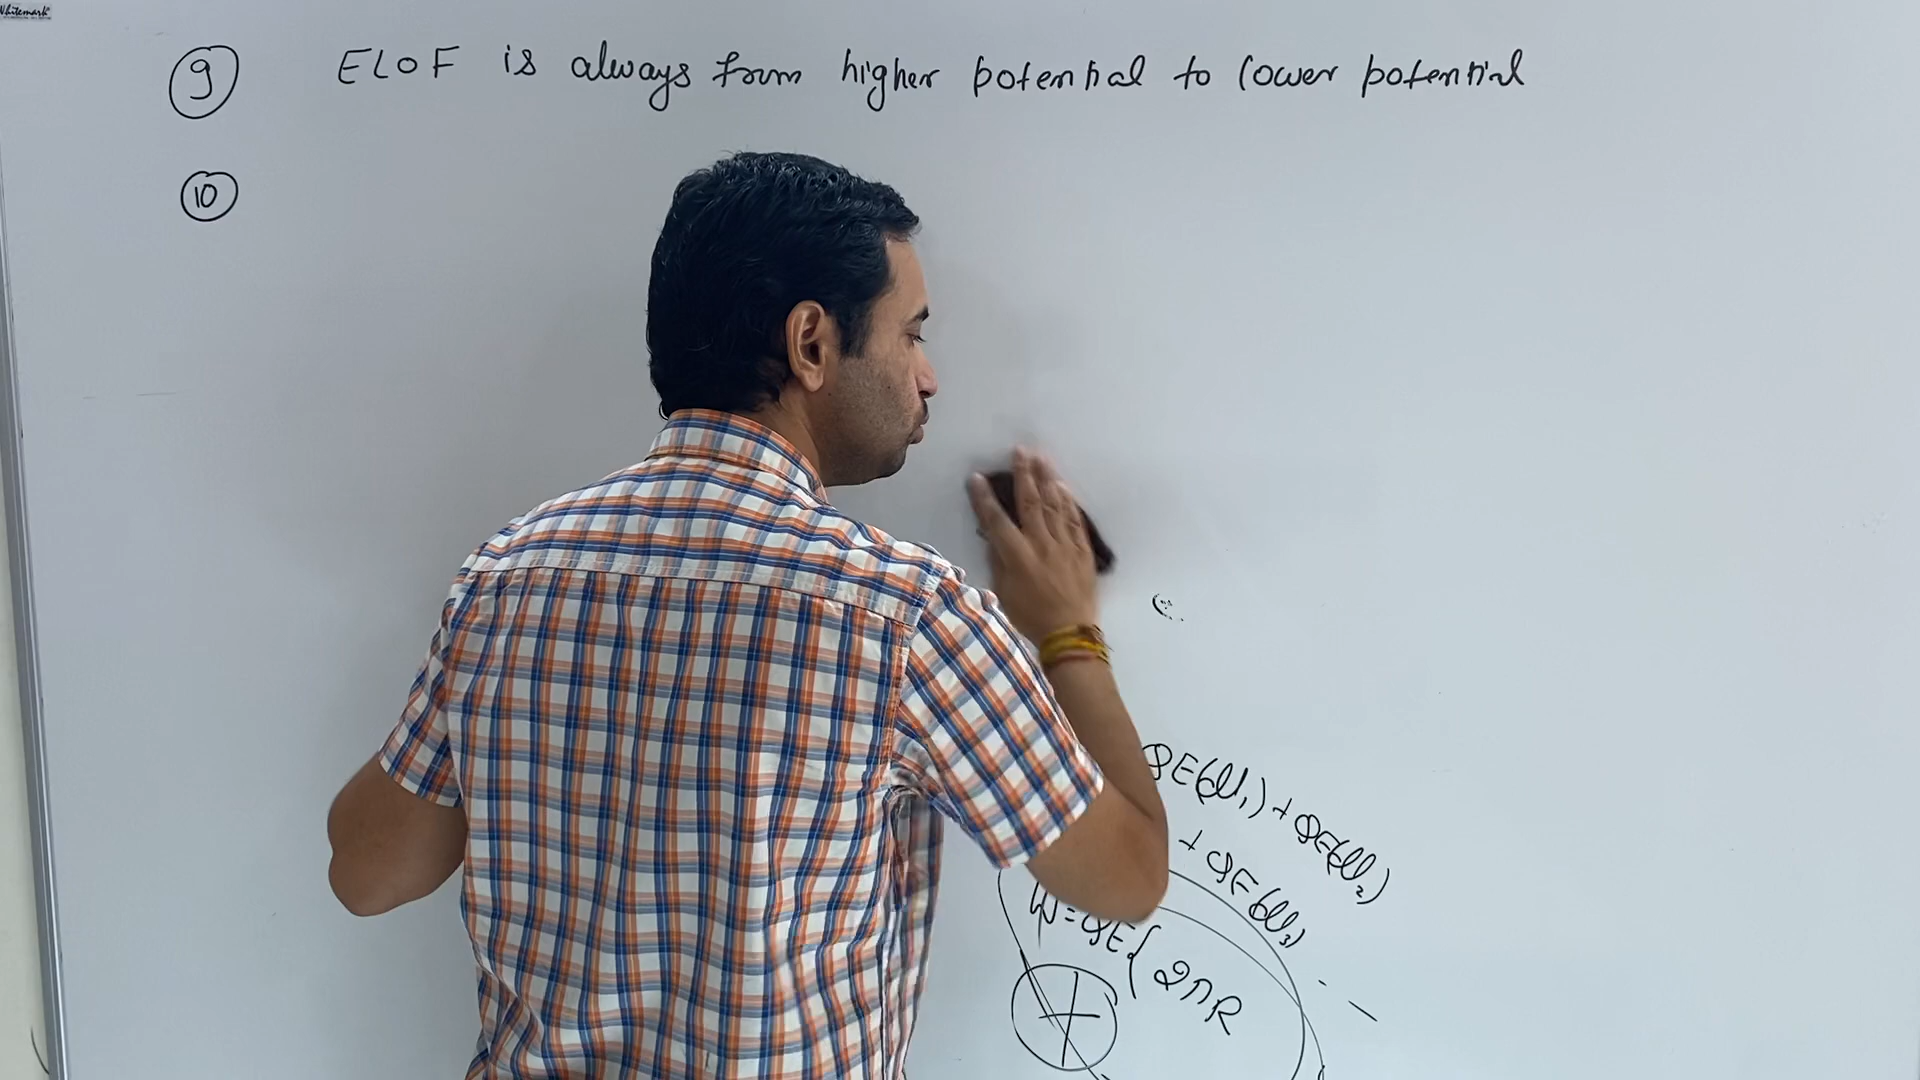 Whitemark
9 ELOF is always from higher potential to lower potential
10
QE(dl₁) + QE(dl₂)
+ QE(dl₃)
W = QE { 2πR